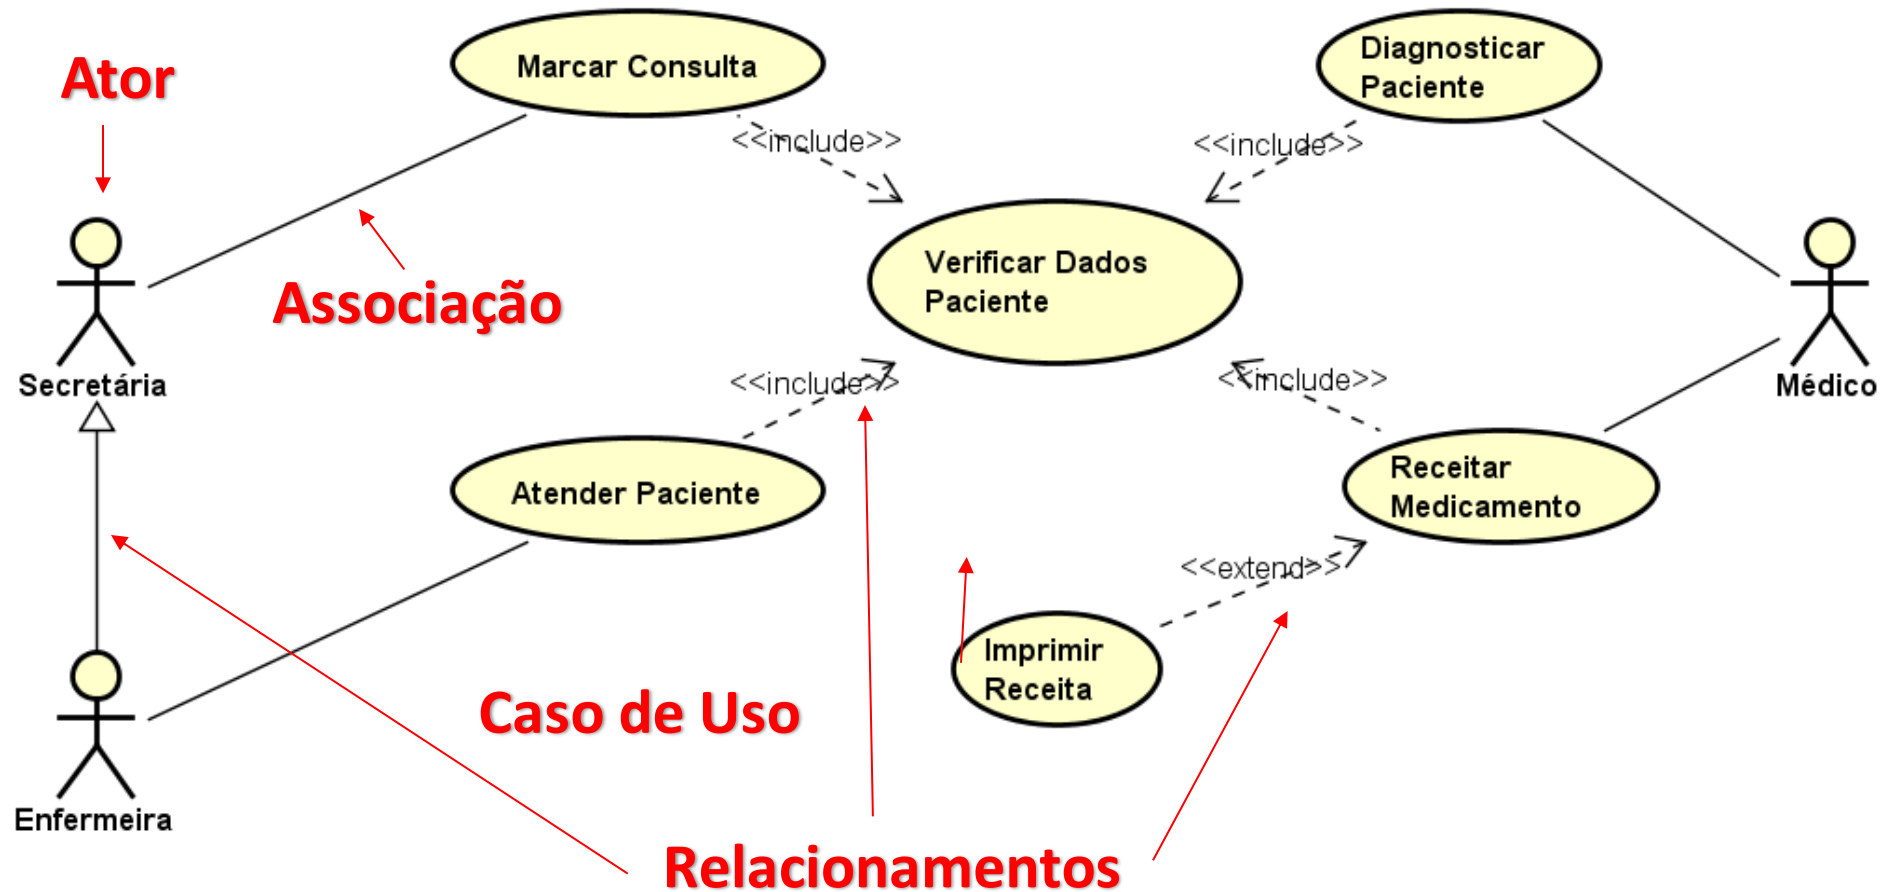 Marcar Consulta
Diagnosticar
Paciente
Ator
<<include>>
<<include>>
Verificar Dados
Paciente
Associação
Secretária
<<include>>
<<include>>
Médico
Atender Paciente
Receitar
Medicamento
<<extend>>
Imprimir
Receita
Caso de Uso
Enfermeira
Relacionamentos